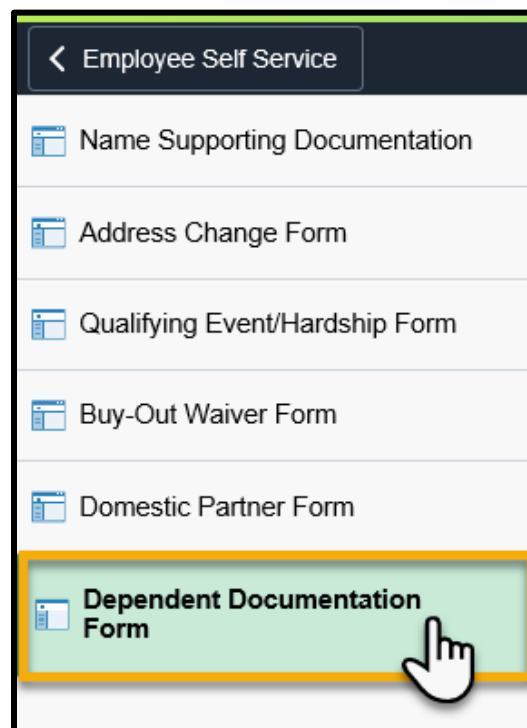 Employee Self Service
Name Supporting Documentation
Address Change Form
Qualifying Event/Hardship Form
Buy-Out Waiver Form
Domestic Partner Form
Dependent Documentation
Form